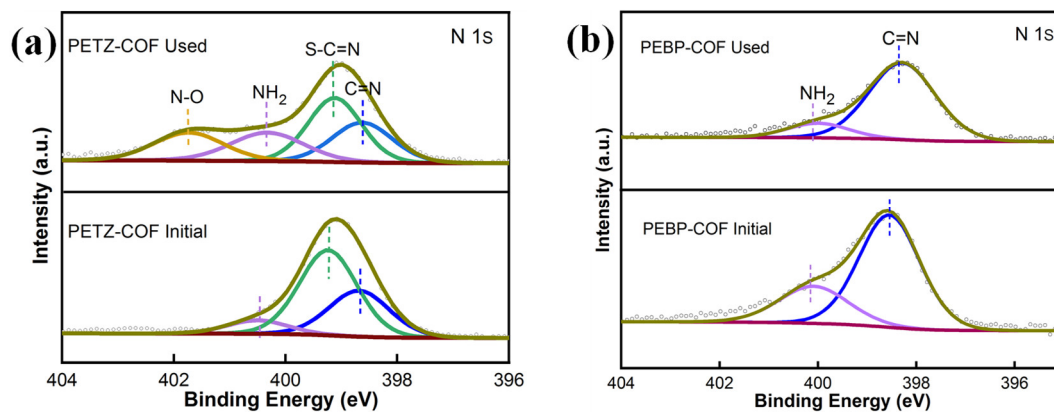 (a)
PETZ-COF Used
N 1s
S-C=N
C=N
N-O
NH₂
PETZ-COF Initial
Intensity (a.u.)
404 402 400 398 396
Binding Energy (eV)
(b)
PEBP-COF Used
N 1s
C=N
NH₂
PEBP-COF Initial
Intensity (a.u.)
404 402 400 398 396
Binding Energy (eV)